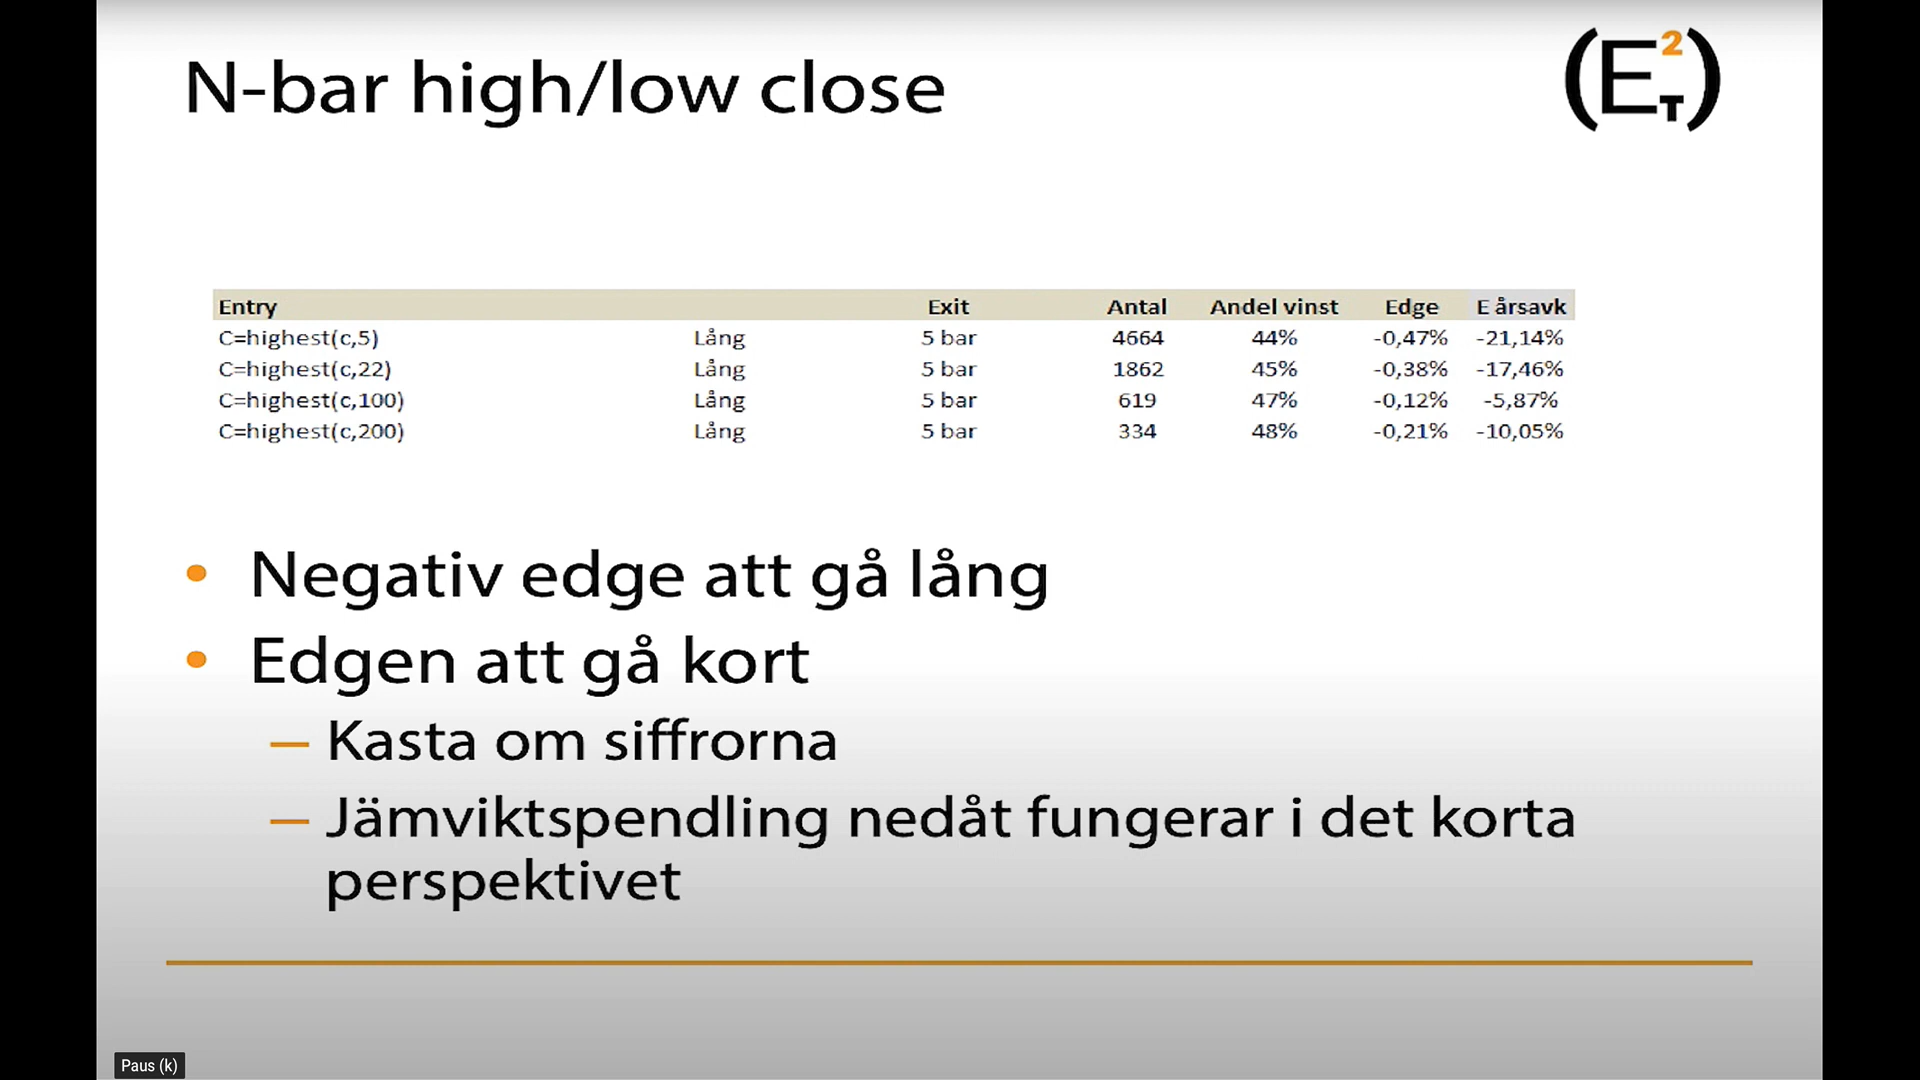 N-bar high/low close
(E2T)
Entry Exit Antal Andel vinst Edge E årsavk
C=highest(c,5) Lång 5 bar 4664 44% -0,47% -21,14%
C=highest(c,22) Lång 5 bar 1862 45% -0,38% -17,46%
C=highest(c,100) Lång 5 bar 619 47% -0,12% -5,87%
C=highest(c,200) Lång 5 bar 334 48% -0,21% -10,05%
• Negativ edge att gå lång
• Edgen att gå kort
— Kasta om siffrorna
— Jämviktspendling nedåt fungerar i det korta
perspektivet
Paus (k)